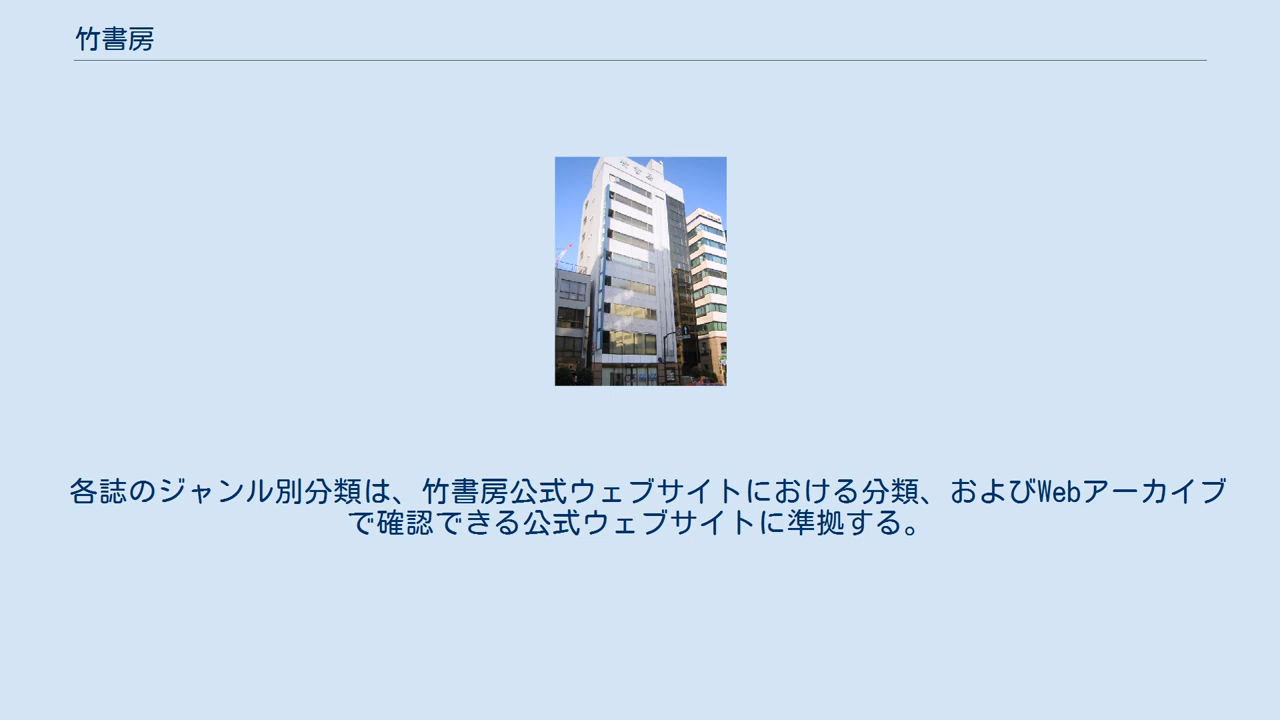 竹書房
各誌のジャンル別分類は、竹書房公式ウェブサイトにおける分類、およびWebアーカイブ
で確認できる公式ウェブサイトに準拠する。